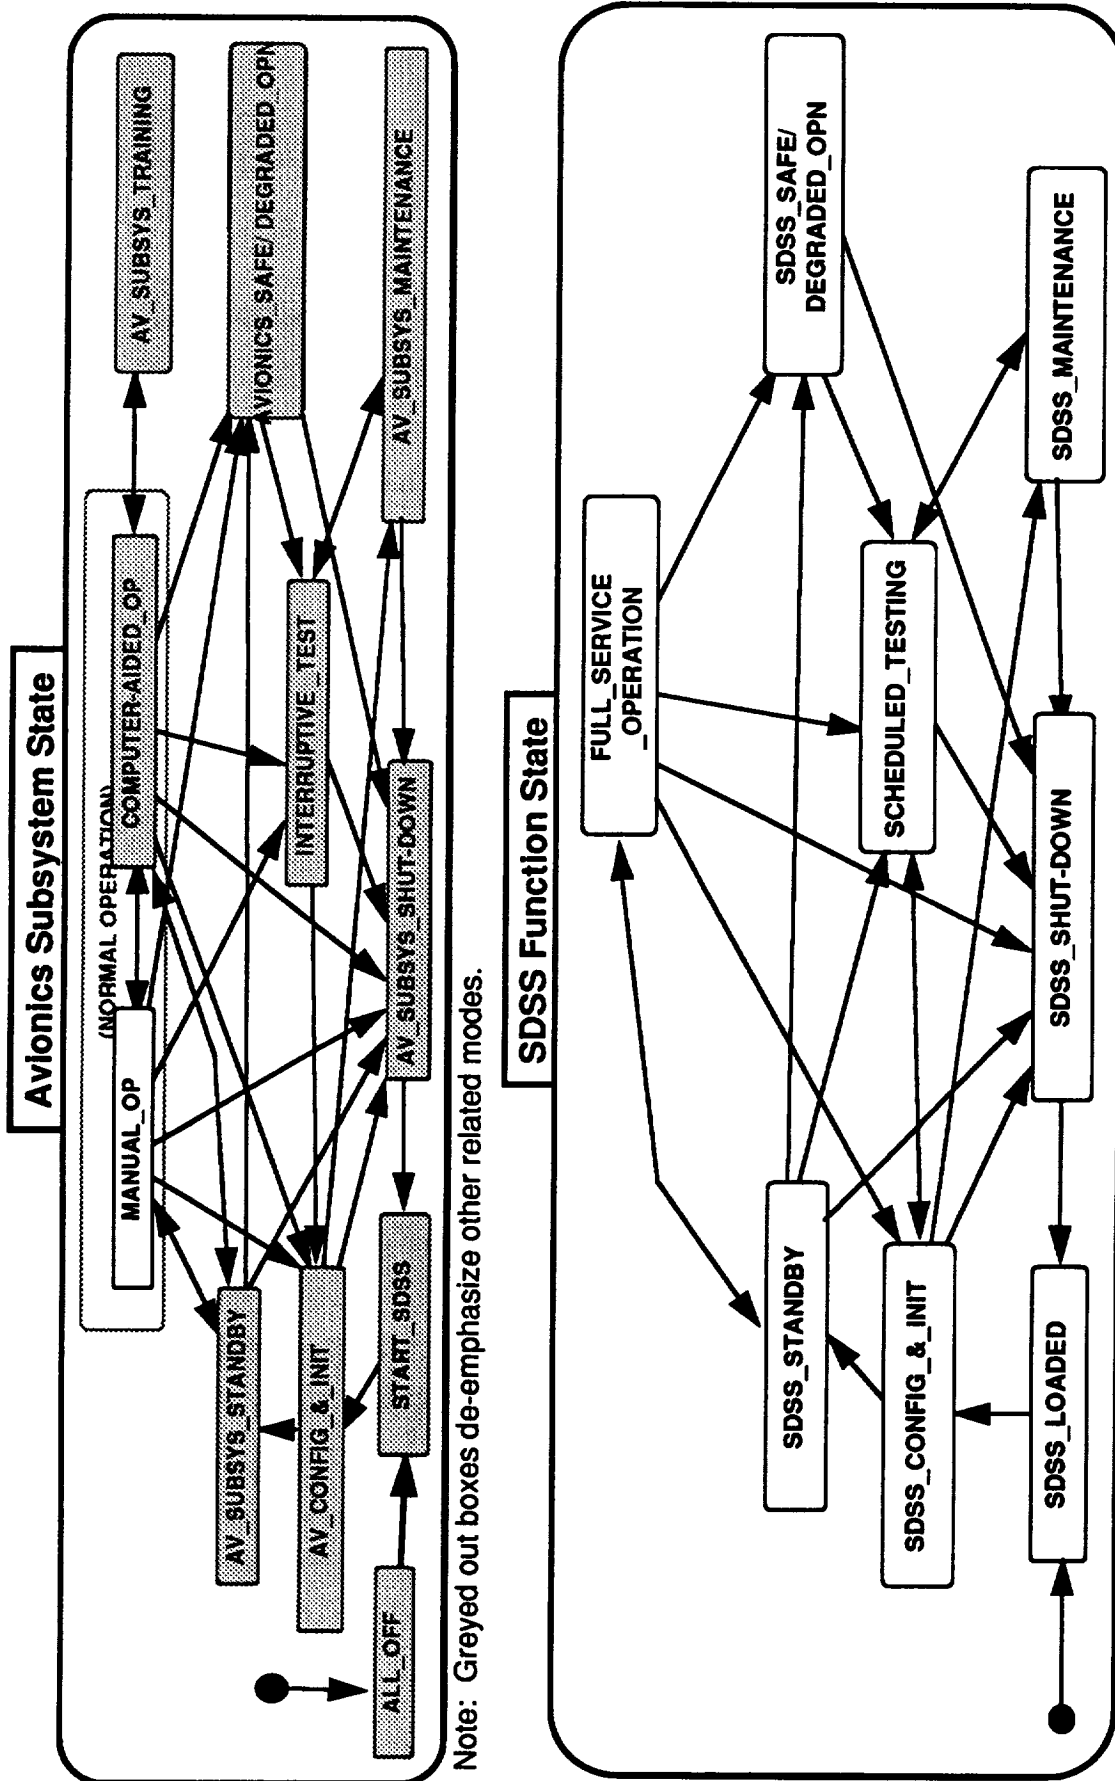 Avionics Subsystem State
(NORMAL OPERATION)
MANUAL_OP
COMPUTER-AIDED_OP
AV_SUBSYS_TRAINING
AV_SUBSYS_STANDBY
AVIONICS_SAFE/ DEGRADED_OPN
AV_CONFIG_&_INIT
INTERRUPTIVE_TEST
ALL_OFF
START_SDSS
AV_SUBSYS_SHUT-DOWN
AV_SUBSYS_MAINTENANCE
Note: Greyed out boxes de-emphasize other related modes.
SDSS Function State
FULL_SERVICE
_OPERATION
SDSS_STANDBY
SDSS_SAFE/
DEGRADED_OPN
SDSS_CONFIG_&_INIT
SCHEDULED_TESTING
SDSS_LOADED
SDSS_SHUT-DOWN
SDSS_MAINTENANCE